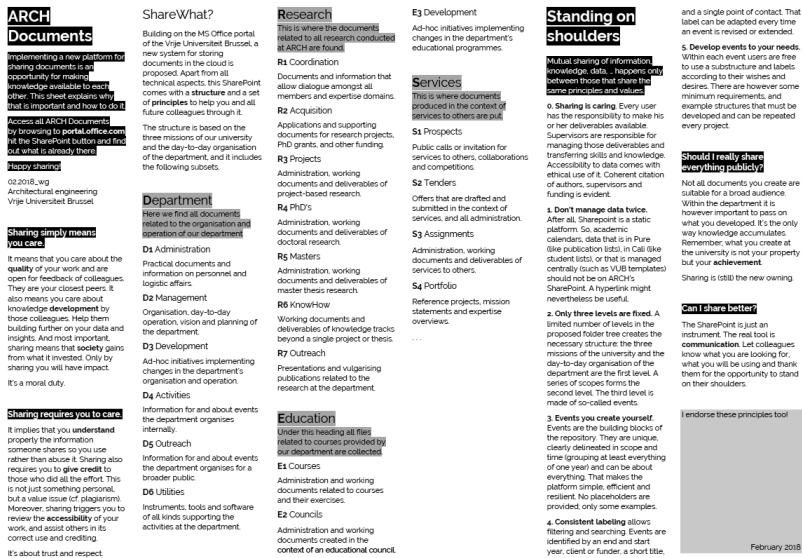 ARCH
Documents
Implementing a new platform for
sharing documents is an
opportunity for making
knowledge available to each
other. This sheet explains why
that is important and how to do it.
Access all ARCH Documents
by browsing to portal.office.com
hit the SharePoint button and find
out what is already there.
Happy sharing!
02.2018_wg
Architectural engineering
Vrije Universiteit Brussel
Sharing simply means
you care.
It means that you care about the
quality of your work and are
open for feedback of colleagues.
They are your closest peers. It
also means you care about
knowledge development by
those colleagues. Help them
building further on your data and
insights. And most important,
sharing means that society gains
from what it invested. Only by
sharing you will have impact.
It's a moral duty.
Sharing requires you to care.
It implies that you understand
properly the information
someone shares so you use
rather than abuse it. Sharing also
requires you to give credit to
those who did all the effort. This
is not just something personal,
but a value issue (cf. plagiarism).
Moreover, sharing triggers you to
review the accessibility of your
work, and assist others in its
correct use and crediting.
It's about trust and respect.
ShareWhat?
Building on the MS Office portal
of the Vrije Universiteit Brussel, a
new system for storing
documents in the cloud is
proposed. Apart from all
technical aspects, this SharePoint
comes with a structure and a set
of principles to help you and all
future colleagues through it.
The structure is based on the
three missions of our university
and the day-to-day organisation
of the department, and it includes
the following subsets.
Department
Here we find all documents
related to the organisation and
operation of our department
D1 Administration
Practical documents and
information on personnel and
logistic affairs.
D2 Management
Organisation, day-to-day
operation, vision and planning of
the department.
D3 Development
Ad-hoc initiatives implementing
changes in the department's
organisation and operation.
D4 Activities
Information for and about events
the department organises
internally.
D5 Outreach
Information for and about events
the department organises for a
broader public.
D6 Utilities
Instruments, tools and software
of all kinds supporting the
activities at the department.
Research
This is where the documents
related to all research conducted
at ARCH are found.
R1 Coordination
Documents and information that
allow dialogue amongst all
members and expertise domains.
R2 Acquisition
Applications and supporting
documents for research projects,
PhD grants, and other funding.
R3 Projects
Administration, working
documents and deliverables of
project-based research.
R4 PhD's
Administration, working
documents and deliverables of
doctoral research.
R5 Masters
Administration, working
documents and deliverables of
master thesis research.
R6 KnowHow
Working documents and
deliverables of knowledge tracks
beyond a single project or thesis.
R7 Outreach
Presentations and vulgarising
publications related to the
research at the department.
Education
Under this heading all files
related to courses provided by
our department are collected.
E1 Courses
Administration and working
documents related to courses
and their exercises.
E2 Councils
Administration and working
documents created in the
context of an educational council.
E3 Development
Ad-hoc initiatives implementing
changes in the department's
educational programmes.
Services
This is where documents
produced in the context of
services to others are put.
S1 Prospects
Public calls or invitation for
services to others, collaborations
and competitions.
S2 Tenders
Offers that are drafted and
submitted in the context of
services, and all administration.
S3 Assignments
Administration, working
documents and deliverables of
services to others.
S4 Portfolio
Reference projects, mission
statements and expertise
overviews.
. . .
Standing on
shoulders
Mutual sharing of information,
knowledge, data, .. happens only
between those that share the
same principles and values.
0. Sharing is caring. Every user
has the responsibility to make his
or her deliverables available.
Supervisors are responsible for
managing those deliverables and
transferring skills and knowledge.
Accessibility to data comes with
ethical use of it. Coherent citation
of authors, supervisors and
funding is evident.
1. Don't manage data twice.
After all, Sharepoint is a static
platform. So, academic
calendars, data that is in Pure
(like publication lists), in Cali (like
student lists), or that is managed
centrally (such as VUB templates)
should not be on ARCH's
SharePoint. A hyperlink might
nevertheless be useful.
2. Only three levels are fixed. A
limited number of levels in the
proposed folder tree creates the
necessary structure: the three
missions of the university and the
day-to-day organisation of the
department are the first level. A
series of scopes forms the
second level. The third level is
made of so-called events.
3. Events you create yourself.
Events are the building blocks of
the repository. They are unique,
clearly delineated in scope and
time (grouping at least everything
of one year) and can be about
everything. That makes the
platform simple, efficient and
resilient. No placeholders are
provided; only some examples.
4. Consistent labeling allows
filtering and searching. Events are
identified by an end and start
year, client or funder, a short title,
and a single point of contact. That
label can be adapted every time
an event is revised or extended.
5. Develop events to your needs.
Within each event users are free
to use a substructure and labels
according to their wishes and
desires. There are however some
minimum requirements, and
example structures that must be
developed and can be repeated
every project.
Should I really share
everything publicly?
Not all documents you create are
suitable for a broad audience.
Within the department it is
however important to pass on
what you developed. It's the only
way knowledge accumulates.
Remember, what you create at
the university is not your property
but your achievement.
Sharing is (still) the new owning.
Can I share better?
The SharePoint is just an
instrument. The real tool is
communication. Let colleagues
know what you are looking for,
what you will be using and thank
them for the opportunity to stand
on their shoulders.
I endorse these principles too!
February 2018